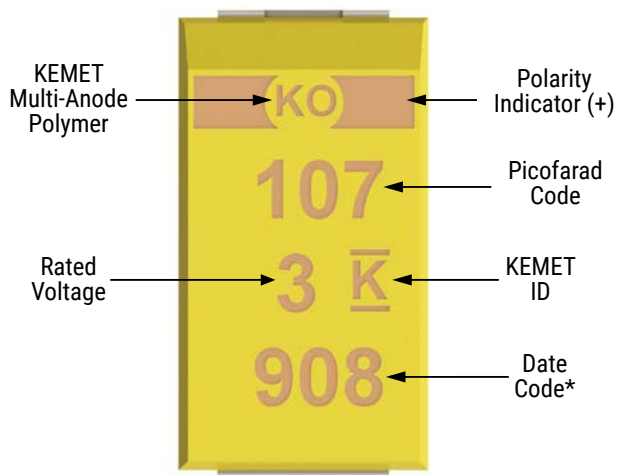 KEMET
Multi-Anode
Polymer
KO
Polarity
Indicator (+)
107
Picofarad
Code
Rated
Voltage
3 K
KEMET
ID
908
Date
Code*